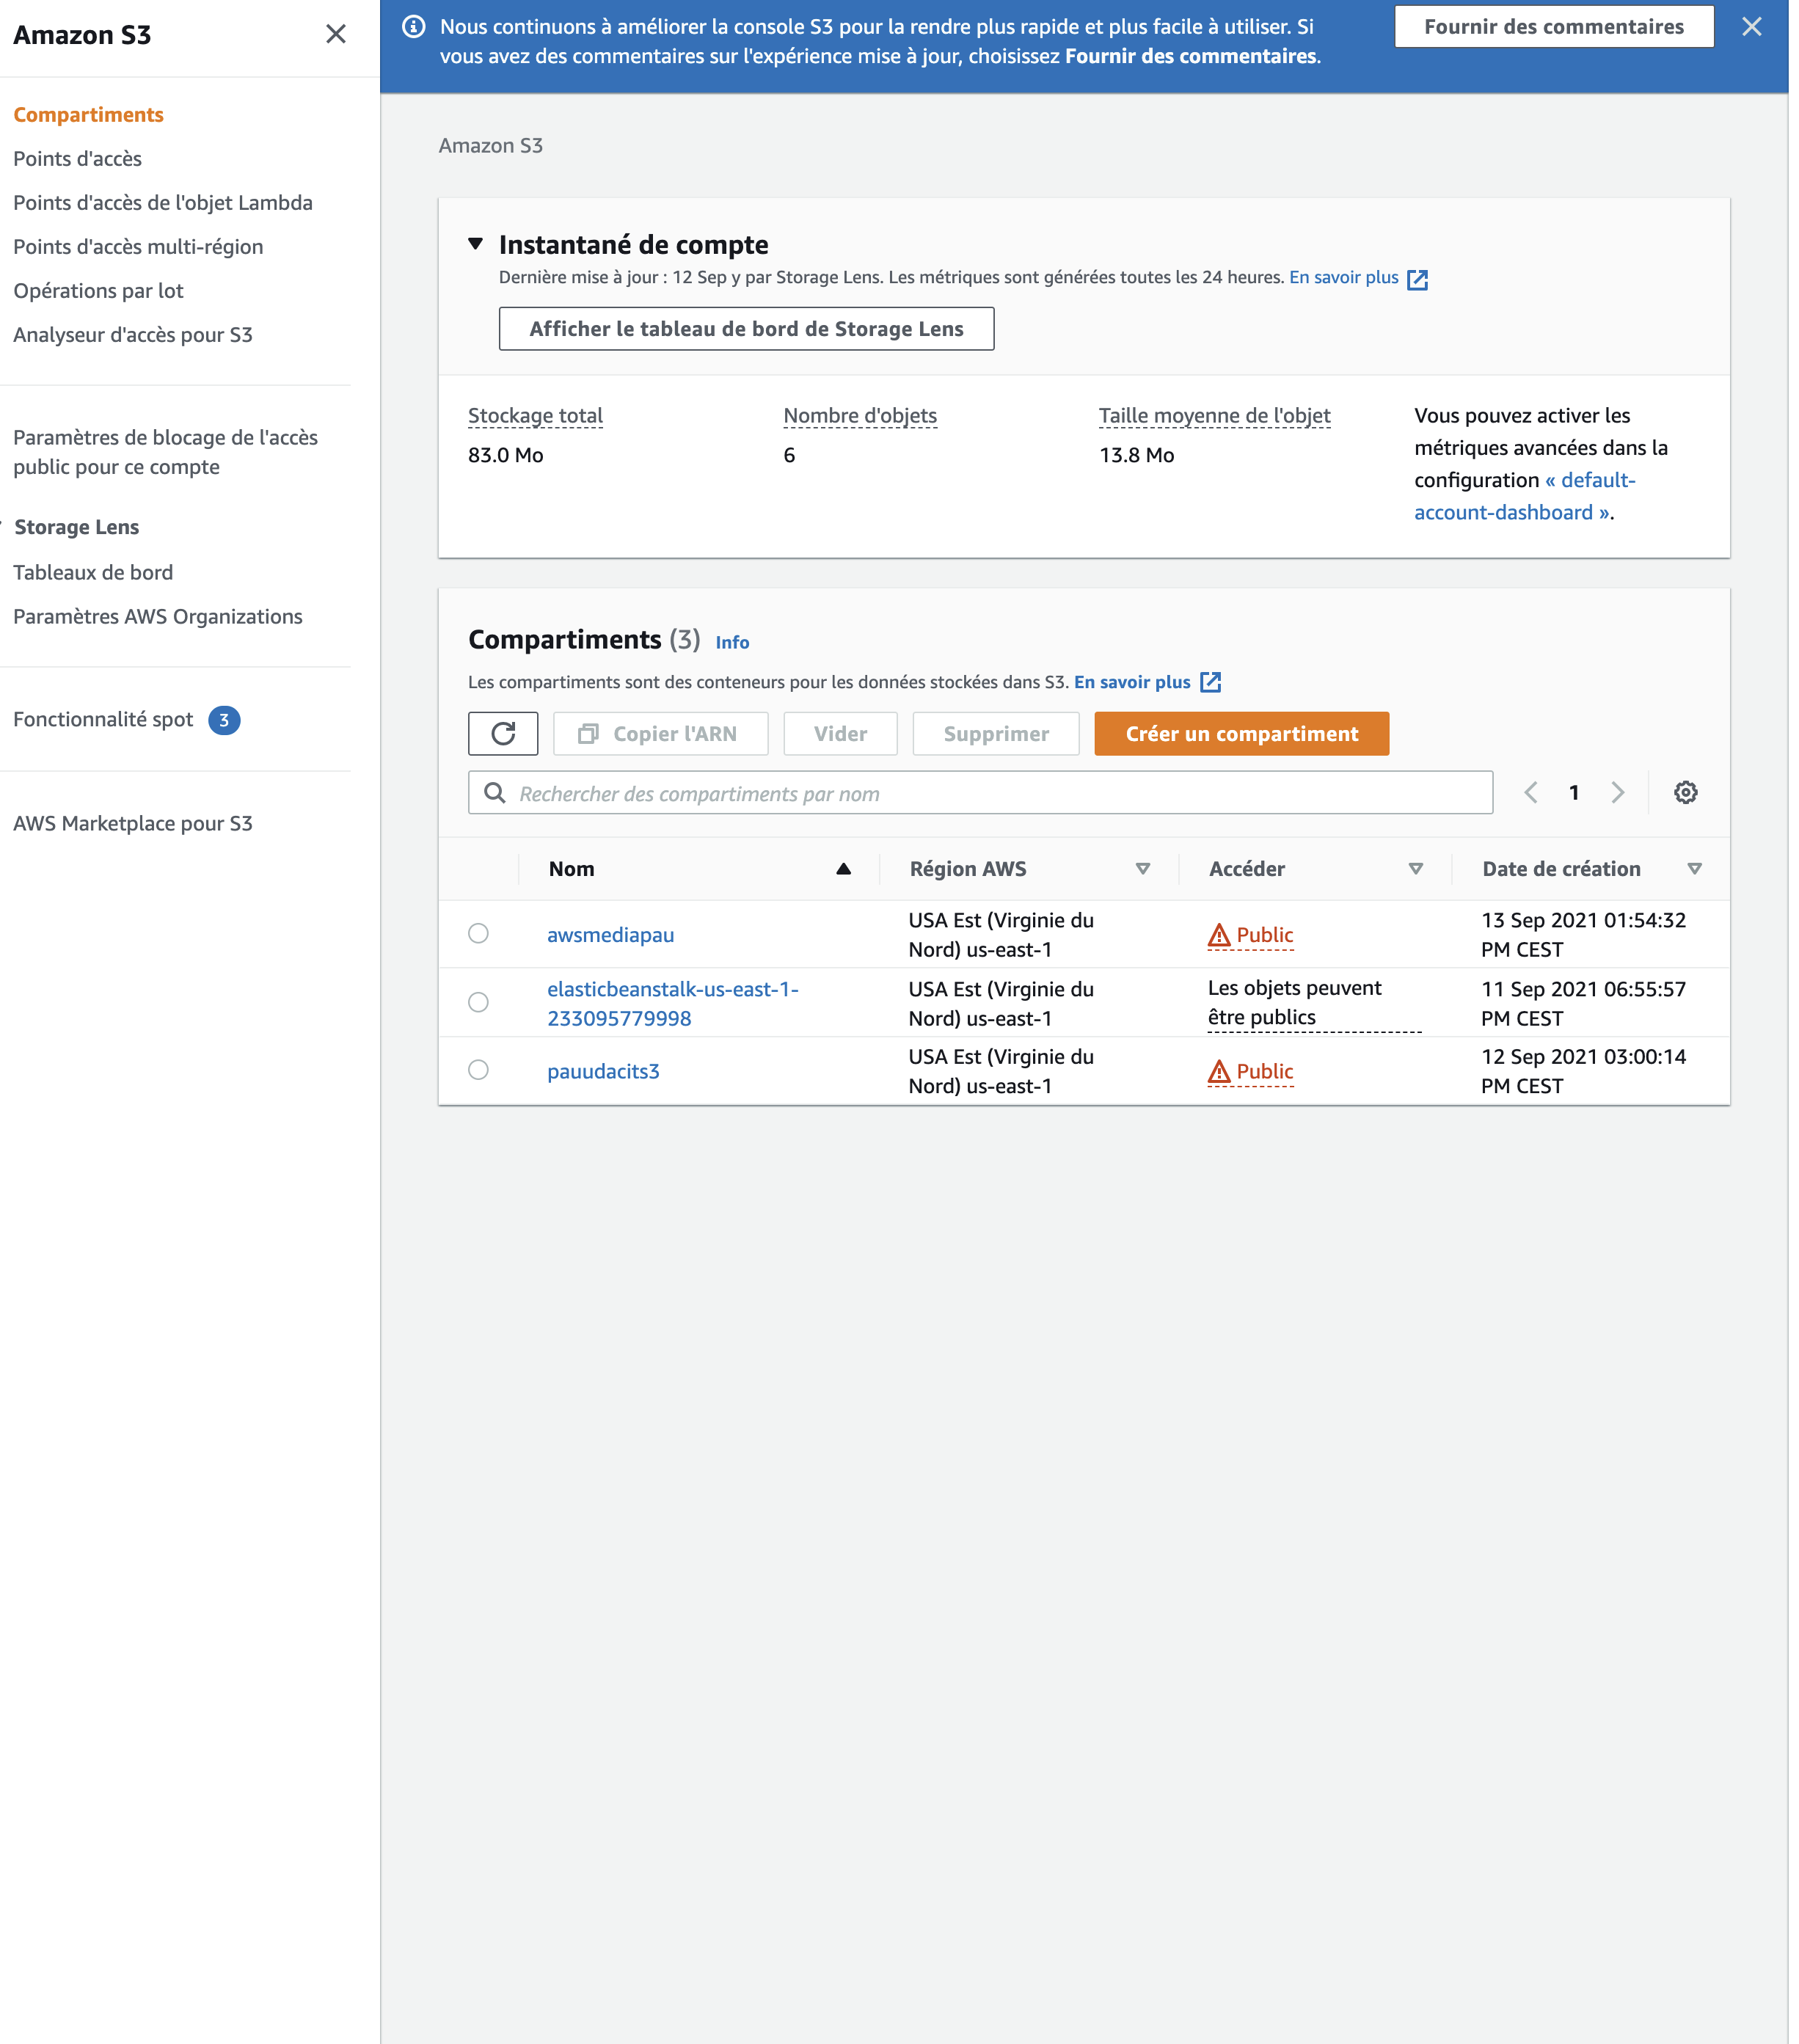 Amazon S3
Compartiments
Points d'accès
Points d'accès de l'objet Lambda
Points d'accès multi-région
Opérations par lot
Analyseur d'accès pour S3
Paramètres de blocage de l'accès
public pour ce compte
Storage Lens
Tableaux de bord
Paramètres AWS Organizations
Fonctionnalité spot 3
AWS Marketplace pour S3
Nous continuons à améliorer la console S3 pour la rendre plus rapide et plus facile à utiliser. Si
vous avez des commentaires sur l'expérience mise à jour, choisissez Fournir des commentaires.
Fournir des commentaires
Amazon S3
Instantané de compte
Dernière mise à jour : 12 Sep y par Storage Lens. Les métriques sont générées toutes les 24 heures. En savoir plus
Afficher le tableau de bord de Storage Lens
Stockage total
83.0 Mo
Nombre d'objets
6
Taille moyenne de l'objet
13.8 Mo
Vous pouvez activer les
métriques avancées dans la
configuration « default-
account-dashboard ».
Compartiments (3) Info
Les compartiments sont des conteneurs pour les données stockées dans S3. En savoir plus
Copier l'ARN Vider Supprimer Créer un compartiment
Rechercher des compartiments par nom 1
Nom Région AWS Accéder Date de création
awsmediapau
USA Est (Virginie du
Nord) us-east-1
Public
13 Sep 2021 01:54:32
PM CEST
elasticbeanstalk-us-east-1-
233095779998
USA Est (Virginie du
Nord) us-east-1
Les objets peuvent
être publics
11 Sep 2021 06:55:57
PM CEST
pauudacits3
USA Est (Virginie du
Nord) us-east-1
Public
12 Sep 2021 03:00:14
PM CEST